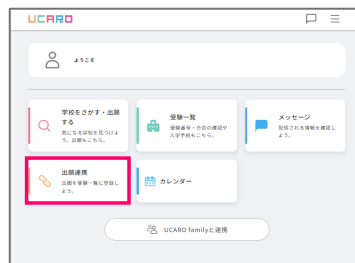 UCARO
ようこそ
学校をさがす・出願
する
気になる学校を見つけよ
う。出願もこちら。
受験一覧
受験番号・合否の確認や
入学手続もこちら。
メッセージ
配信される情報を確認し
よう。
出願連携
出願を受験一覧に登録し
よう。
カレンダー
UCARO familyと連携